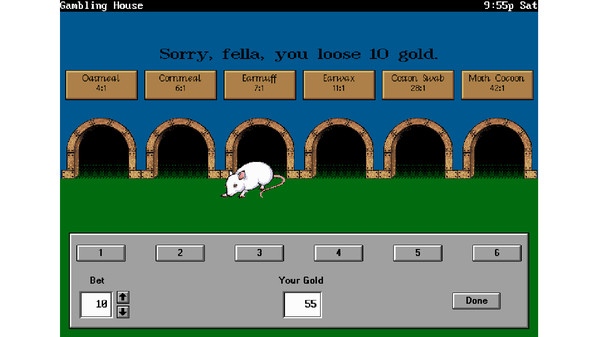 Gambling House 9:55p Sat
Sorry, fella, you loose 10 gold.
Oatmeal Cornmeal Earmuff Earwax Cotton Swab Moth Cocoon
4:1 6:1 7:1 11:1 28:1 42:1
1 2 3 4 5 6
Bet Your Gold
10 55 Done